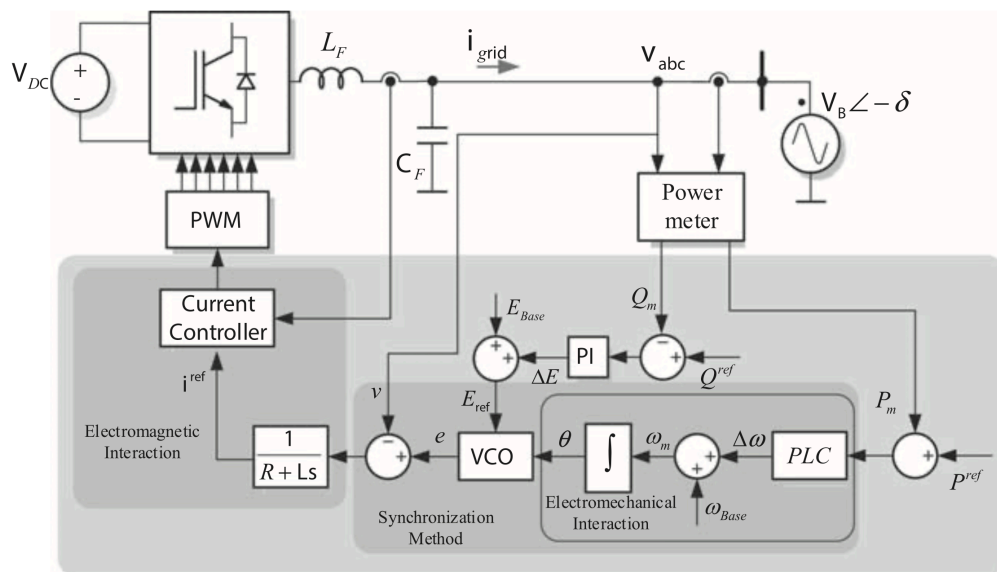 L_F
i_grid
v_abc
V_DC
+
-
V_B∠-δ
C_F
Power
meter
PWM
Q_m
E_Base
Current
Controller
+
+
PI
−
+
ΔE
Q^ref
i^ref
v
E_ref
P_m
Electromagnetic
Interaction
1
R+Ls
−
+
e
VCO
θ
∫
ω_m
+
+
Δω
PLC
-
+
P^ref
Electromechanical
Interaction
ω_Base
Synchronization
Method